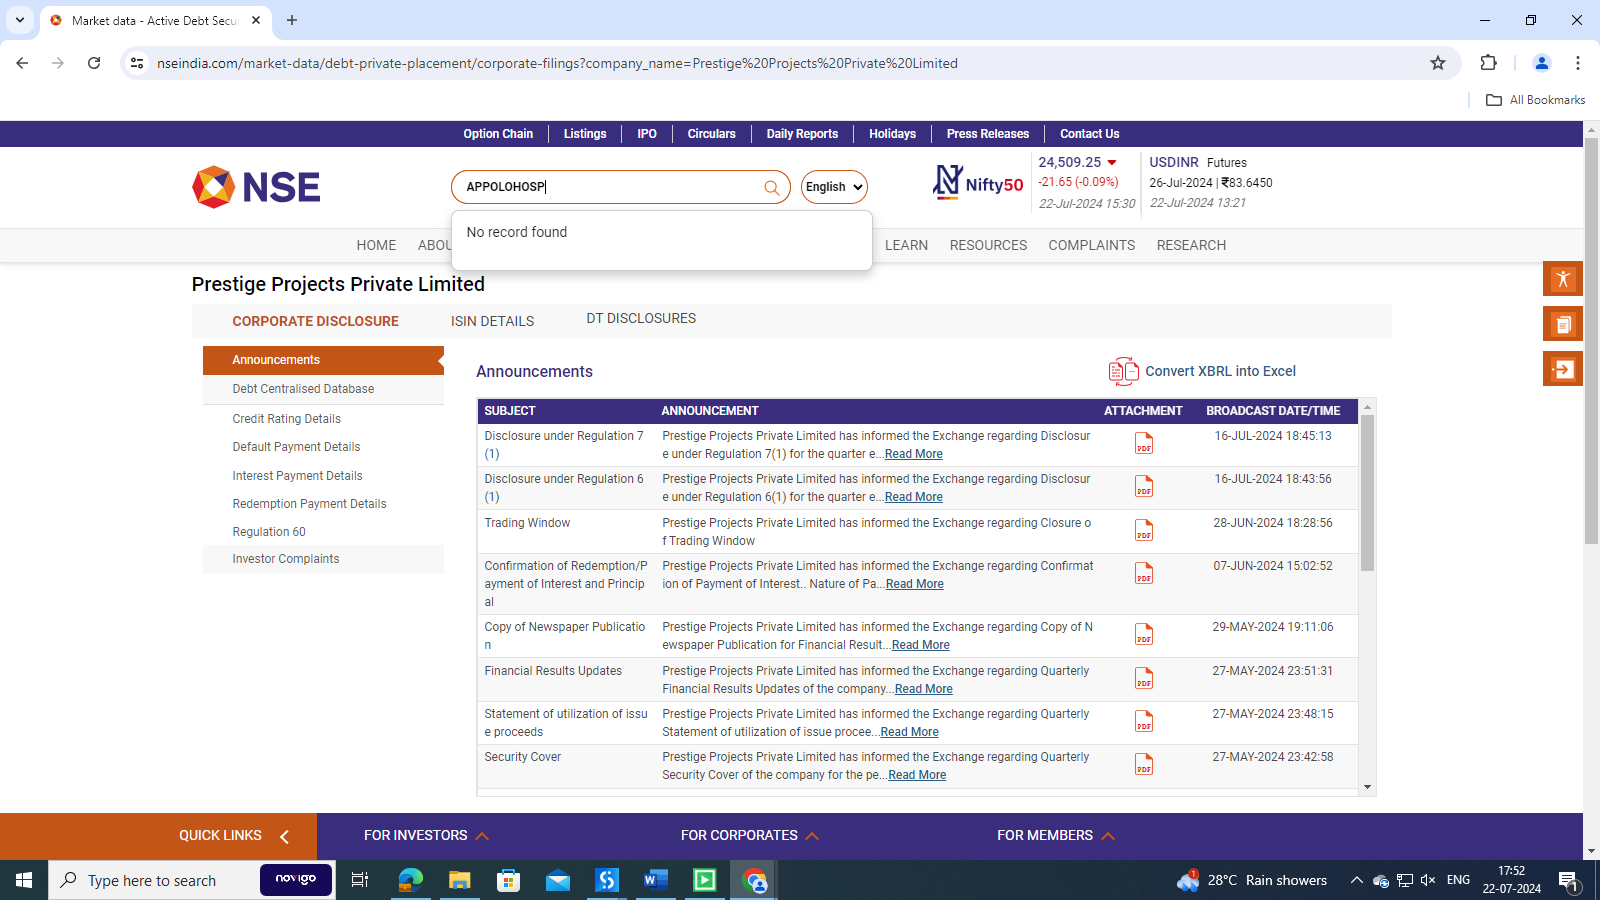 Market data - Active Debt Secu
nseindia.com/market-data/debt-private-placement/corporate-filings?company_name=Prestige%20Projects%20Private%20Limited
All Bookmarks
Option Chain
Listings
IPO
Circulars
Daily Reports
Holidays
Press Releases
Contact Us
NSE
APPOLOHOSP
English
Nifty50
24,509.25
-21.65 (-0.09%)
22-Jul-2024 15:30
USDINR Futures
26-Jul-2024 | ₹83.6450
22-Jul-2024 13:21
No record found
HOME
ABOU
LEARN
RESOURCES
COMPLAINTS
RESEARCH
Prestige Projects Private Limited
CORPORATE DISCLOSURE
ISIN DETAILS
DT DISCLOSURES
Announcements
Debt Centralised Database
Credit Rating Details
Default Payment Details
Interest Payment Details
Redemption Payment Details
Regulation 60
Investor Complaints
Announcements
Convert XBRL into Excel
SUBJECT ANNOUNCEMENT ATTACHMENT BROADCAST DATE/TIME
Disclosure under Regulation 7 Prestige Projects Private Limited has informed the Exchange regarding Disclosur PDF 16-JUL-2024 18:45:13
(1) e under Regulation 7(1) for the quarter e...Read More
Disclosure under Regulation 6 Prestige Projects Private Limited has informed the Exchange regarding Disclosur PDF 16-JUL-2024 18:43:56
(1) e under Regulation 6(1) for the quarter e...Read More
Trading Window Prestige Projects Private Limited has informed the Exchange regarding Closure o PDF 28-JUN-2024 18:28:56
f Trading Window
Confirmation of Redemption/P Prestige Projects Private Limited has informed the Exchange regarding Confirmat PDF 07-JUN-2024 15:02:52
ayment of Interest and Princip ion of Payment of Interest.. Nature of Pa...Read More
al
Copy of Newspaper Publicatio Prestige Projects Private Limited has informed the Exchange regarding Copy of N PDF 29-MAY-2024 19:11:06
n ewspaper Publication for Financial Result...Read More
Financial Results Updates Prestige Projects Private Limited has informed the Exchange regarding Quarterly PDF 27-MAY-2024 23:51:31
Financial Results Updates of the company...Read More
Statement of utilization of issu Prestige Projects Private Limited has informed the Exchange regarding Quarterly PDF 27-MAY-2024 23:48:15
e proceeds Statement of utilization of issue procee...Read More
Security Cover Prestige Projects Private Limited has informed the Exchange regarding Quarterly PDF 27-MAY-2024 23:42:58
Security Cover of the company for the pe...Read More
QUICK LINKS
FOR INVESTORS
FOR CORPORATES
FOR MEMBERS
Type here to search
novigo
1
28°C Rain showers
ENG
17:52
22-07-2024
1